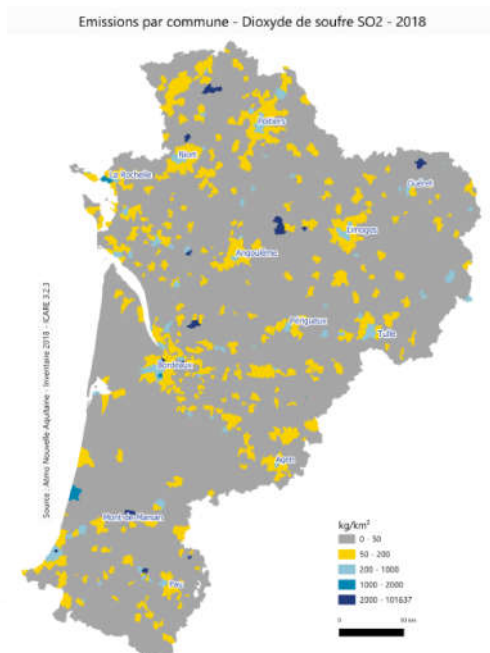 Emissions par commune - Dioxyde de soufre SO2 - 2018
Poitiers
Niort
La Rochelle
Guéret
Limoges
Angoulême
Périgueux
Tulle
Bordeaux
Agen
Mont-de-Marsan
Pau
Source : Atmo Nouvelle-Aquitaine - Inventaire 2018 - ICARE 3.2.3
kg/km²
0 - 50
50 - 200
200 - 1000
1000 - 2000
2000 - 101637
0 50 km